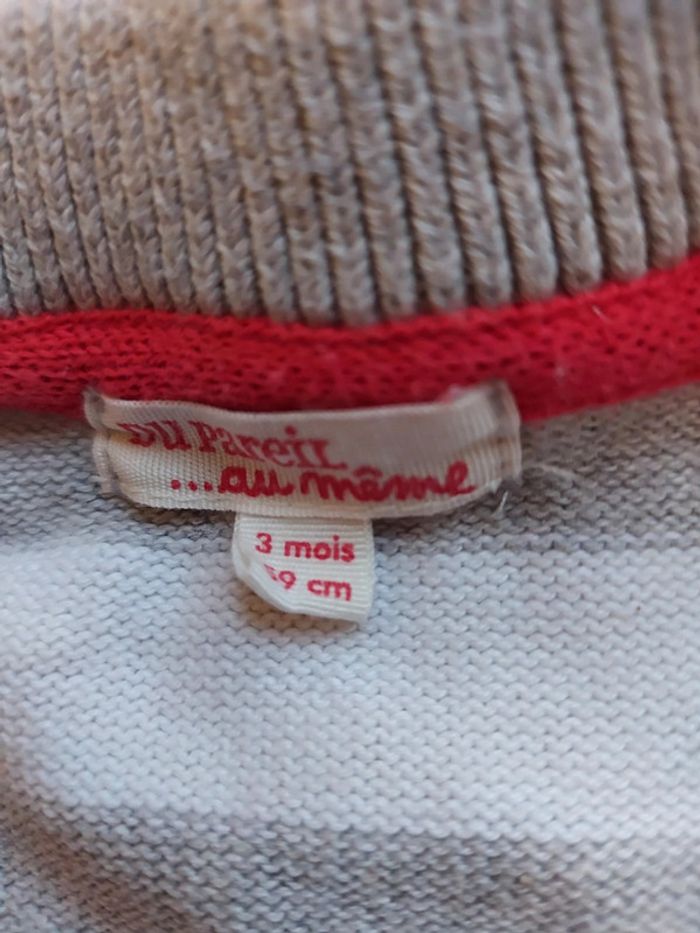 DU PAREIL
...au même
3 mois
59 cm